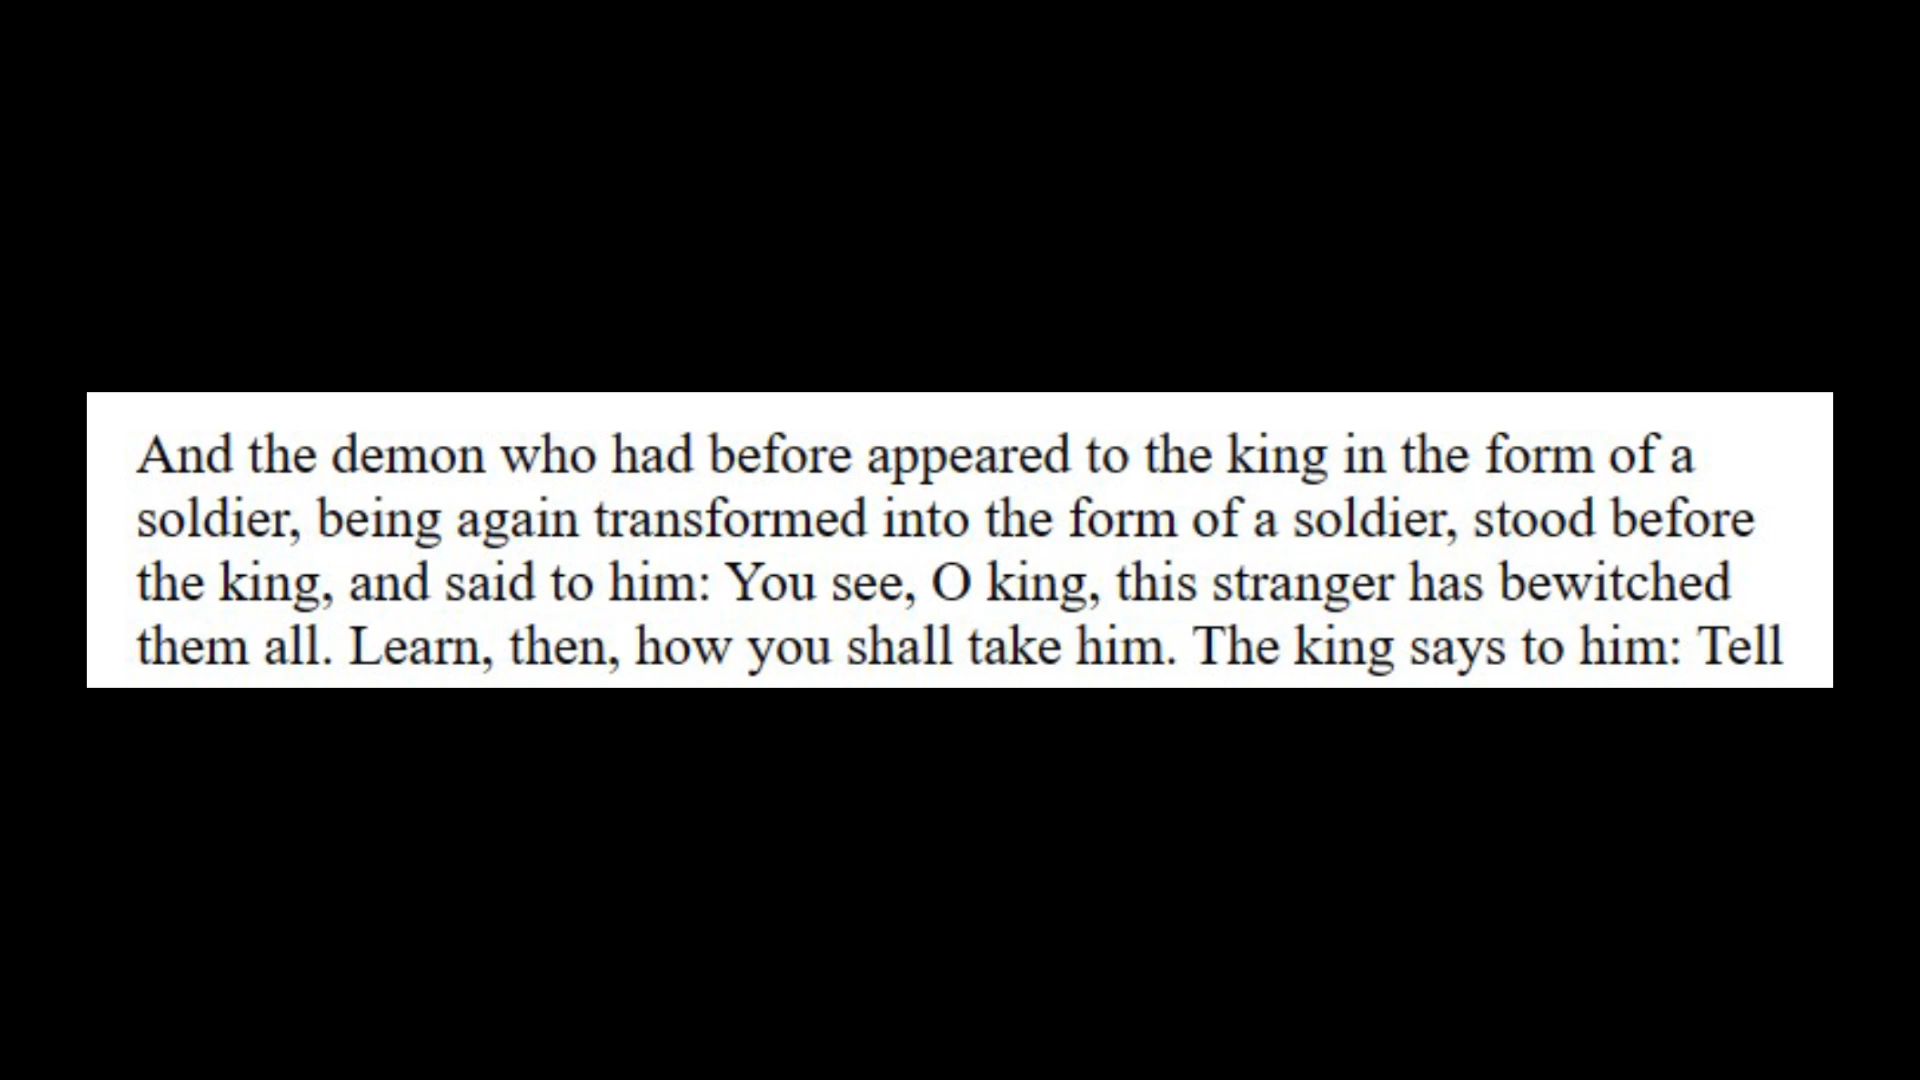 And the demon who had before appeared to the king in the form of a
soldier, being again transformed into the form of a soldier, stood before
the king, and said to him: You see, O king, this stranger has bewitched
them all. Learn, then, how you shall take him. The king says to him: Tell